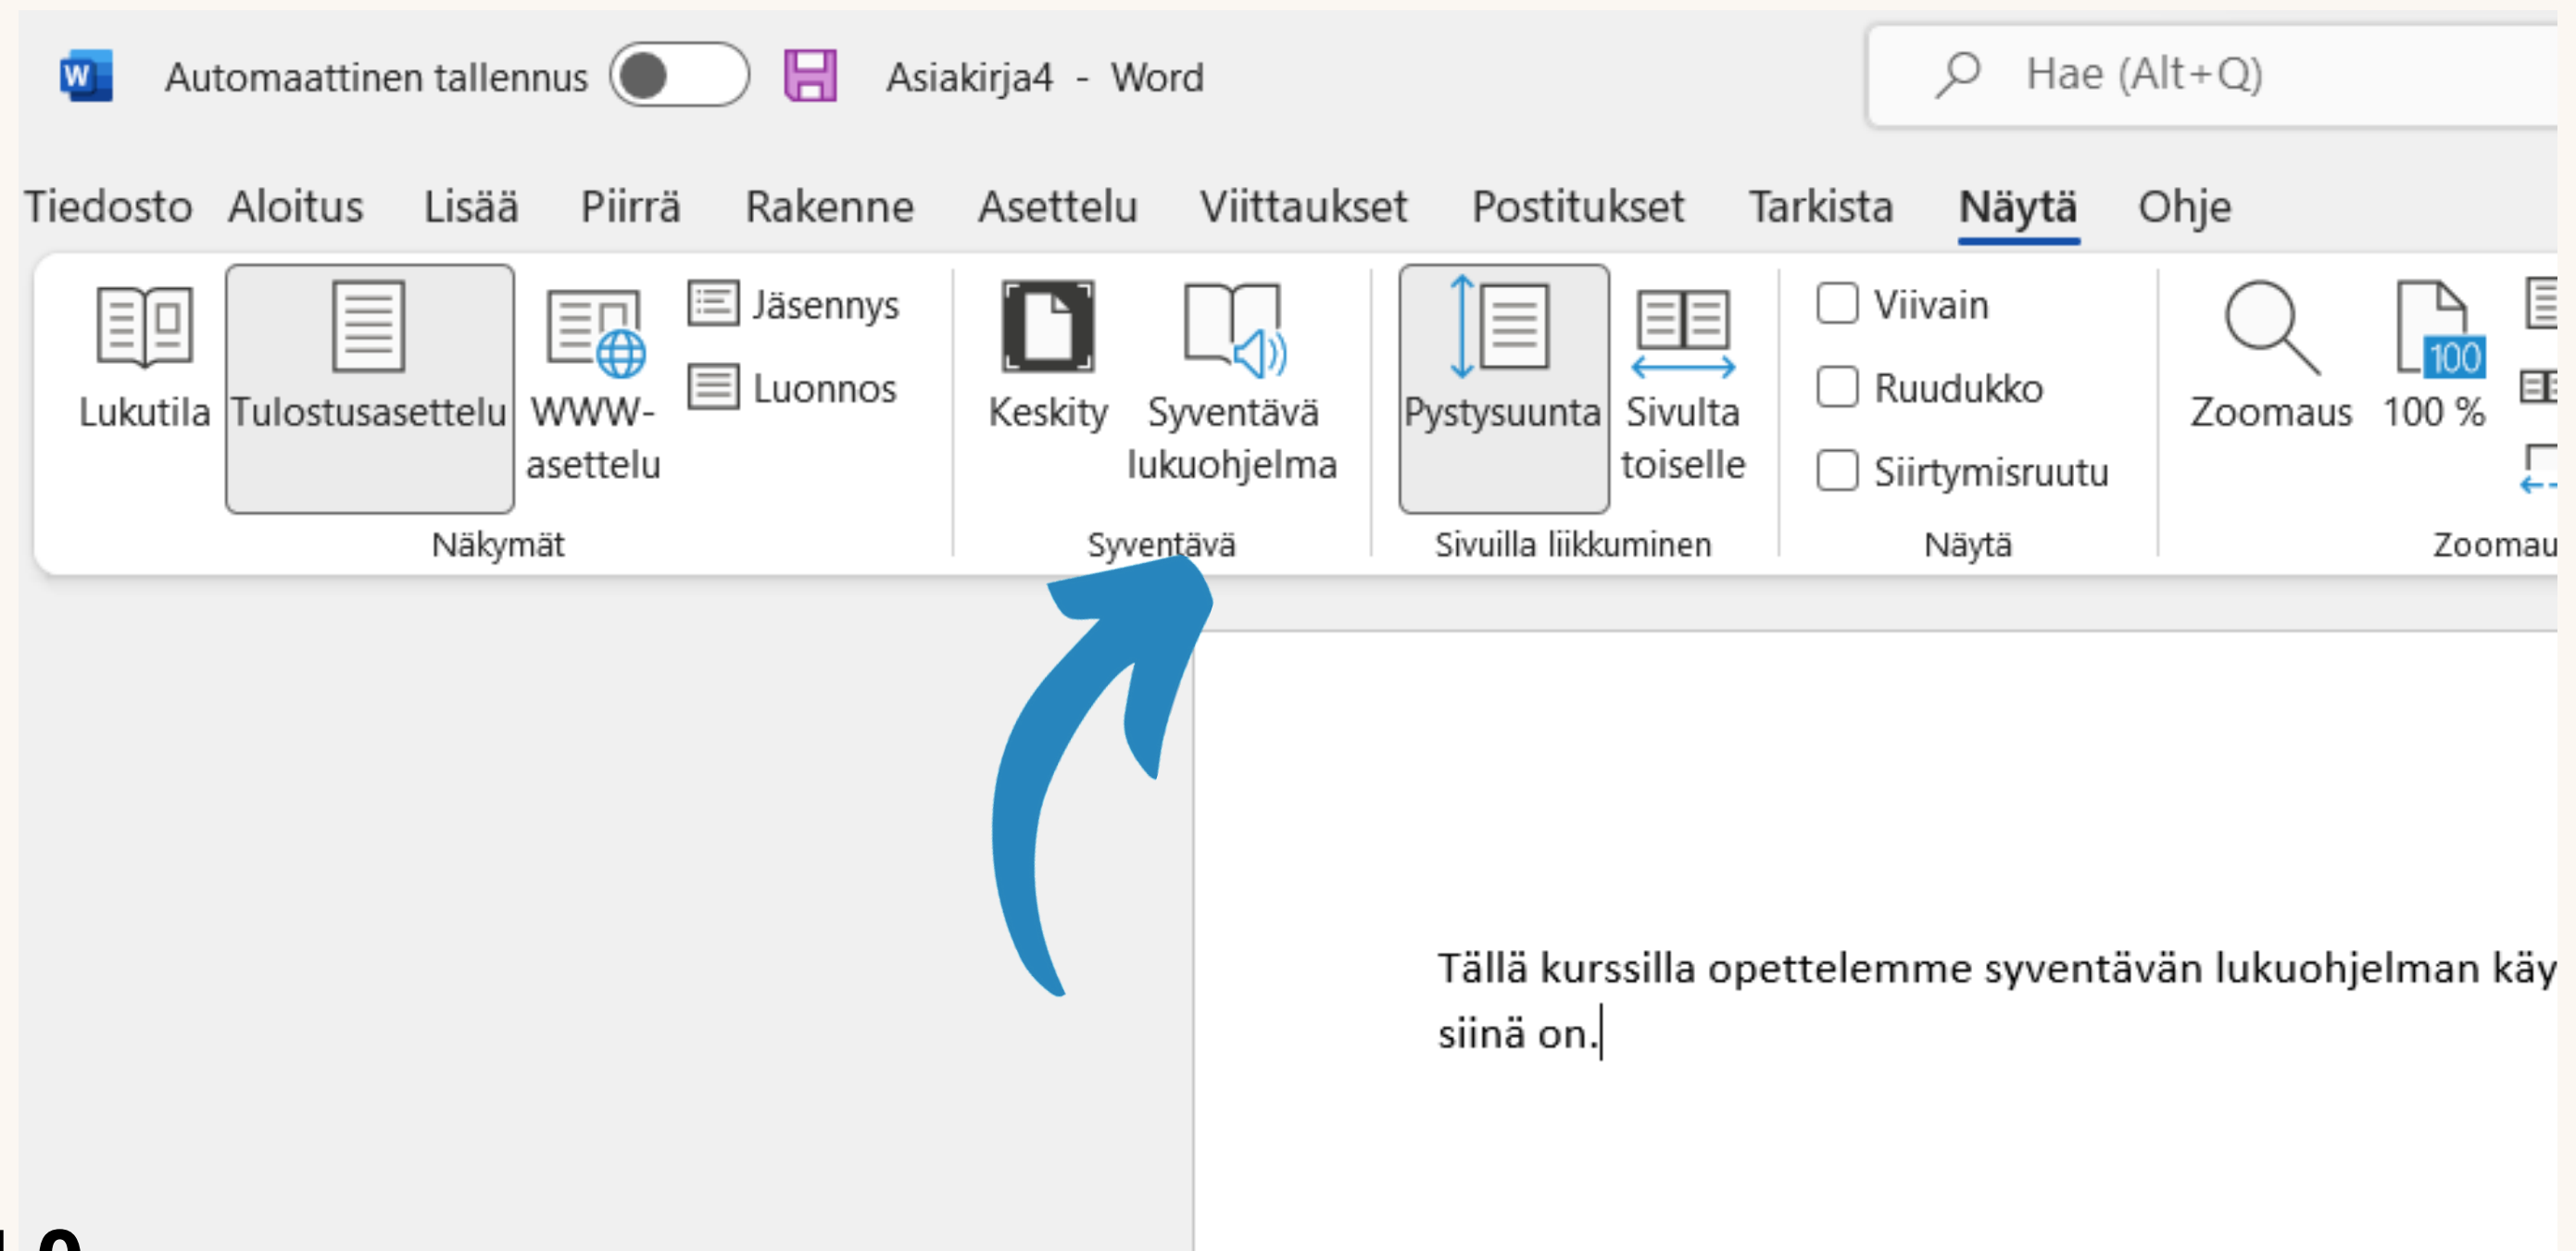 Automaattinen tallennus Asiakirja4 - Word Hae (Alt+Q)
Tiedosto Aloitus Lisää Piirrä Rakenne Asettelu Viittaukset Postitukset Tarkista Näytä Ohje
Lukutila
Tulostusasettelu
WWW-
asettelu
Jäsennys
Luonnos
Näkymät
Keskity
Syventävä
lukuohjelma
Syventävä
Pystysuunta
Sivulta
toiselle
Sivuilla liikkuminen
Viivain
Ruudukko
Siirtymisruutu
Näytä
Zoomaus
100
100 %
Zoomau
Tällä kurssilla opettelemme syventävän lukuohjelman käy
siinä on.